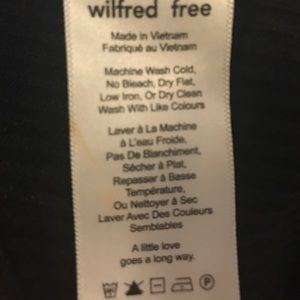 wilfred free
Made in Vietnam
Fabriqué au Vietnam
Machine Wash Cold,
No Bleach, Dry Flat,
Low Iron, Or Dry Clean
Wash With Like Colours
Laver À La Machine
à L'eau Froide,
Pas De Blanchiment,
Sécher à Plat,
Repasser à Basse
Température,
Ou Nettoyer à Sec
Laver Avec Des Couleurs
Semblables
A little love
goes a long way.
P